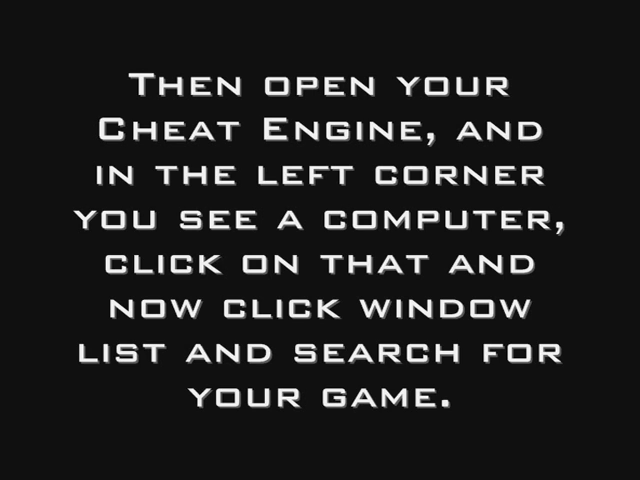 Then open your
Cheat Engine, and
in the left corner
you see a computer,
click on that and
now click window
list and search for
your game.